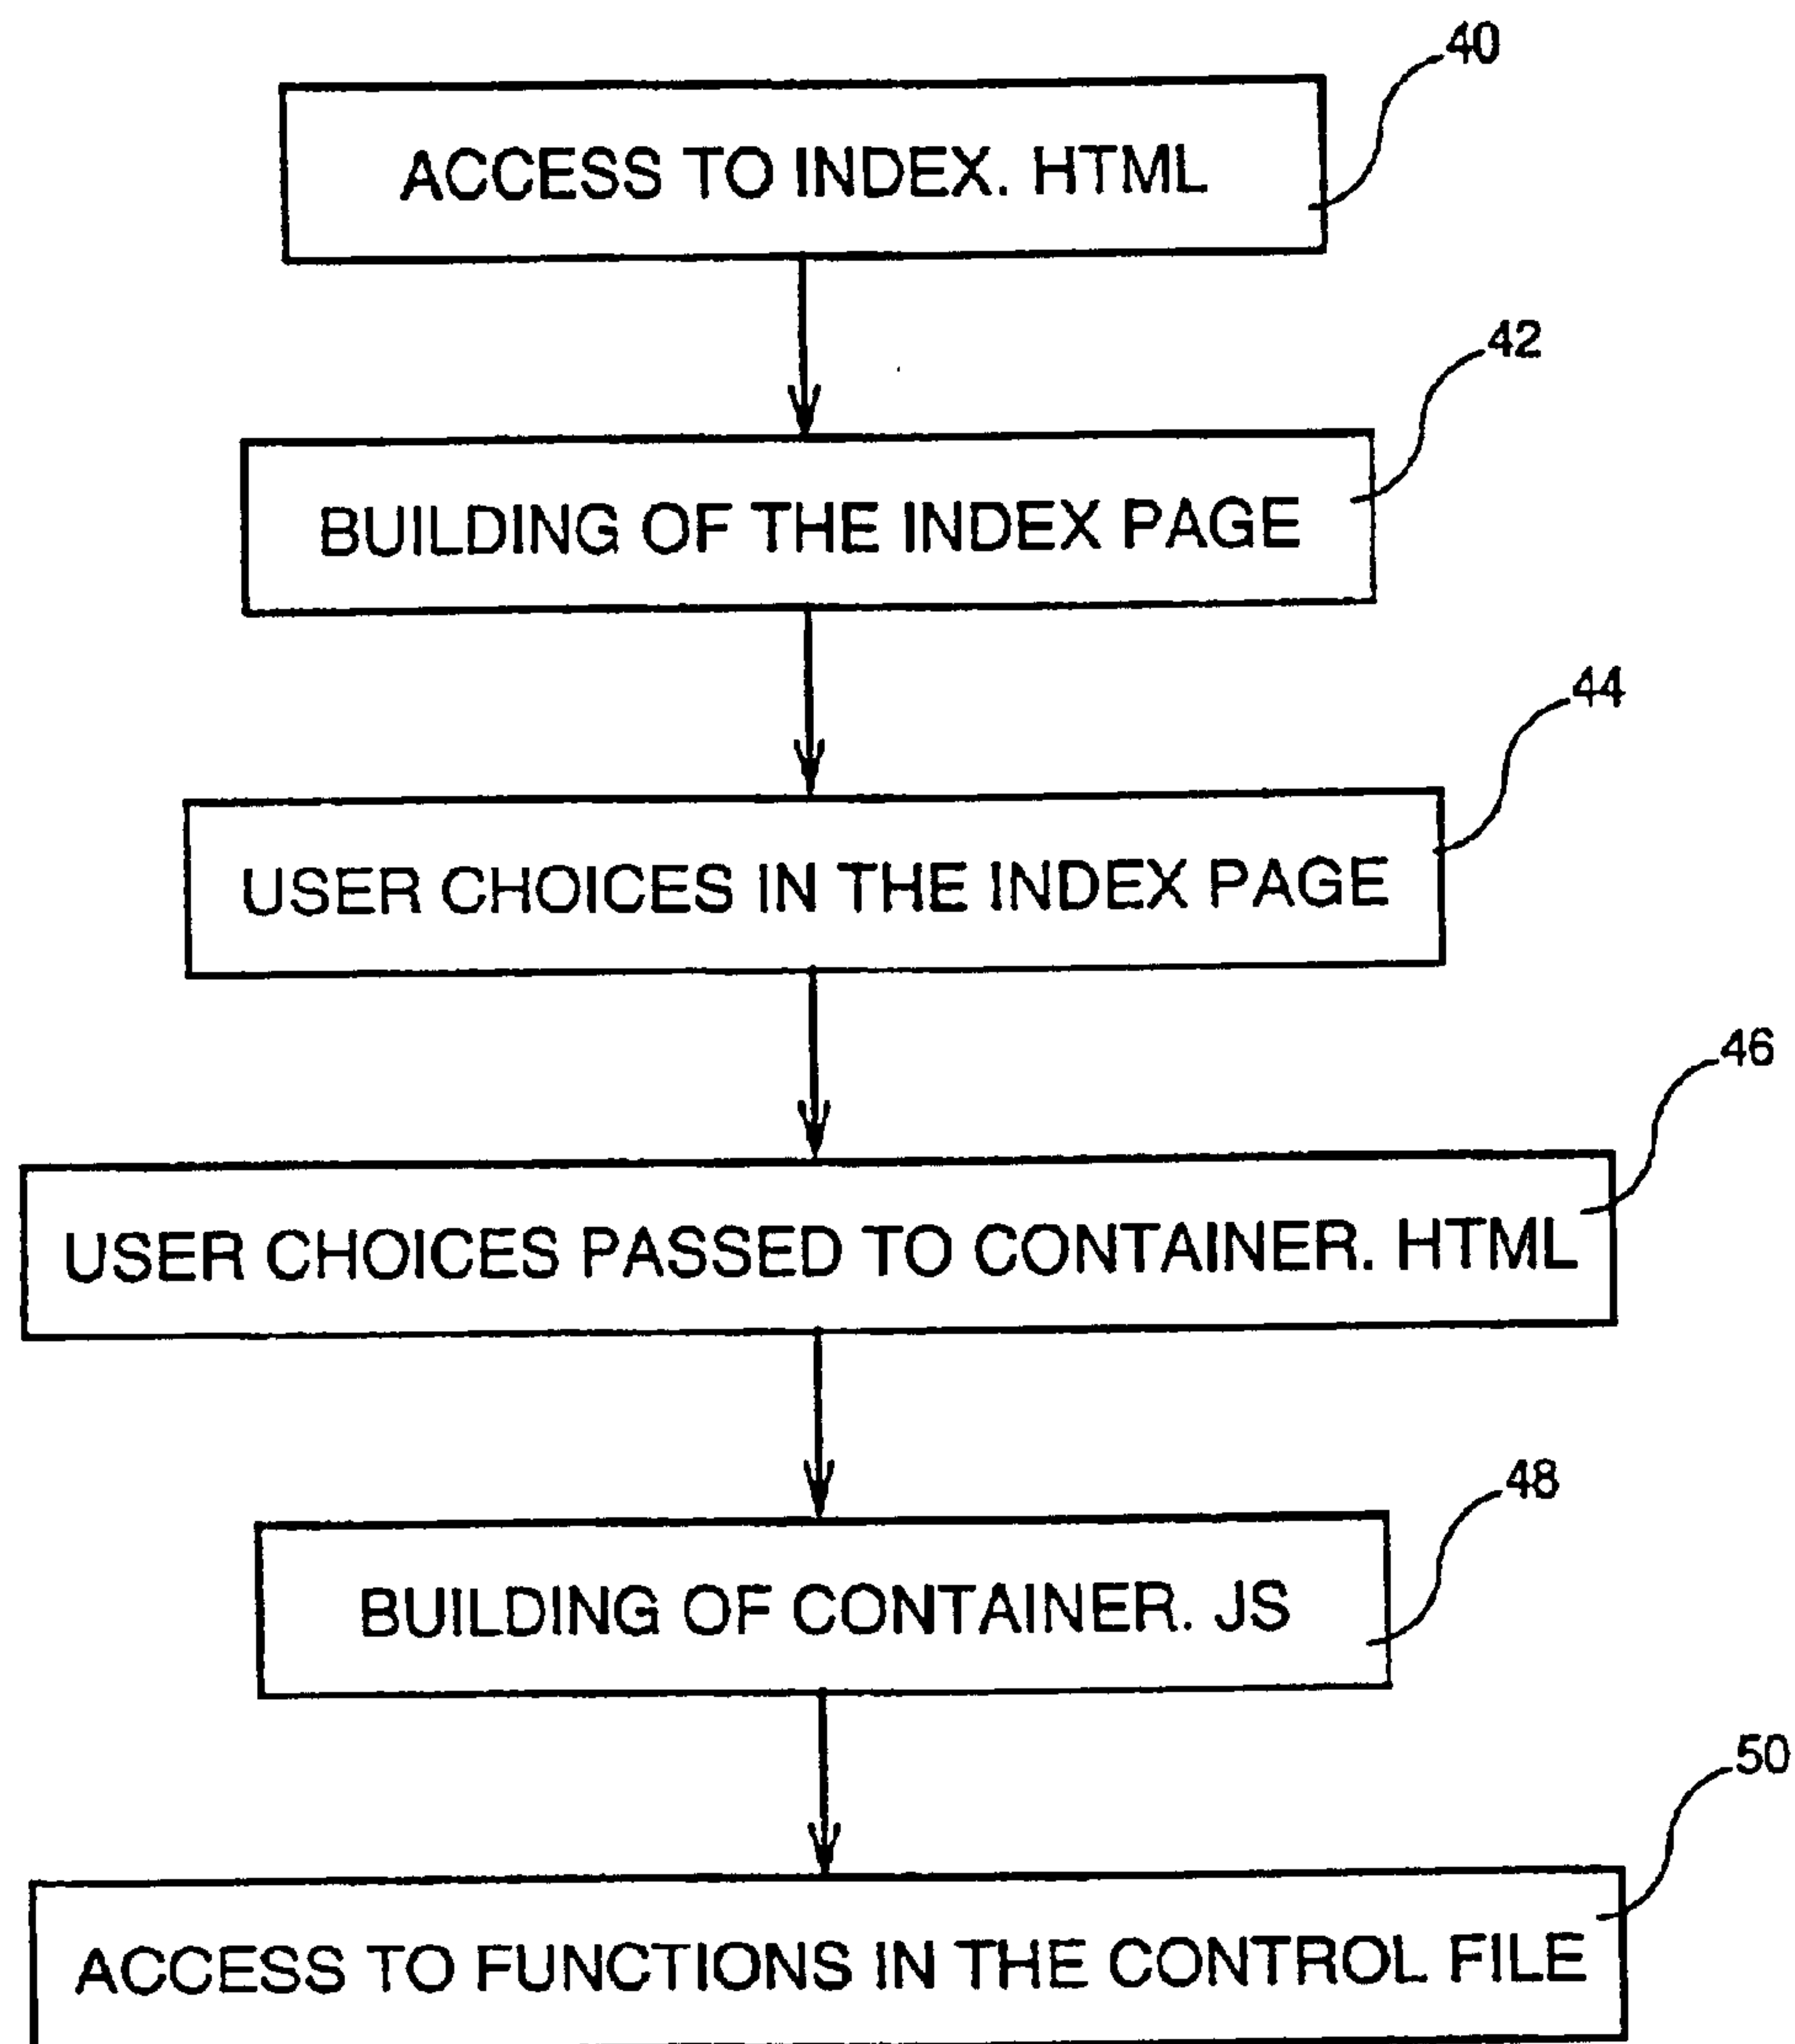 40
ACCESS TO INDEX. HTML
42
BUILDING OF THE INDEX PAGE
44
USER CHOICES IN THE INDEX PAGE
46
USER CHOICES PASSED TO CONTAINER. HTML
48
BUILDING OF CONTAINER. JS
50
ACCESS TO FUNCTIONS IN THE CONTROL FILE